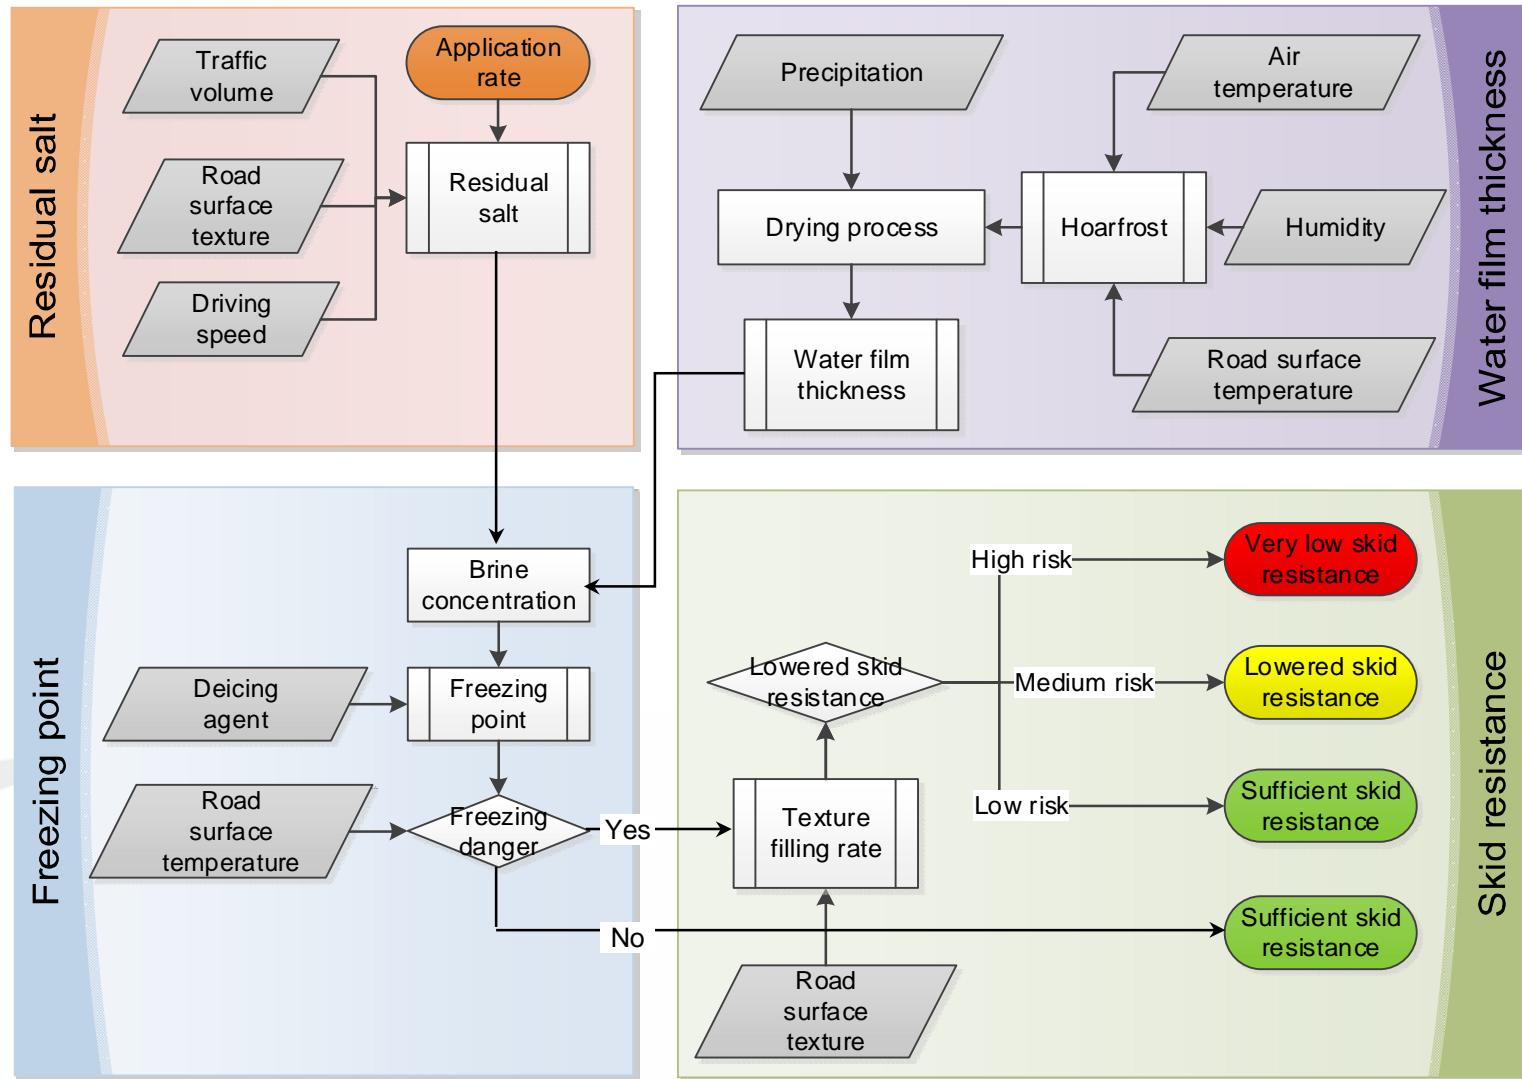 Residual salt
Traffic
volume
Application
rate
Road
surface
texture
Residual
salt
Driving
speed
Water film thickness
Precipitation
Air
temperature
Drying process
Hoarfrost
Humidity
Water film
thickness
Road surface
temperature
Freezing point
Brine
concentration
Deicing
agent
Freezing
point
Road
surface
temperature
Freezing
danger
Yes
No
Skid resistance
High risk
Very low skid
resistance
Lowered skid
resistance
Medium risk
Lowered skid
resistance
Low risk
Sufficient skid
resistance
Texture
filling rate
Sufficient skid
resistance
Road
surface
texture